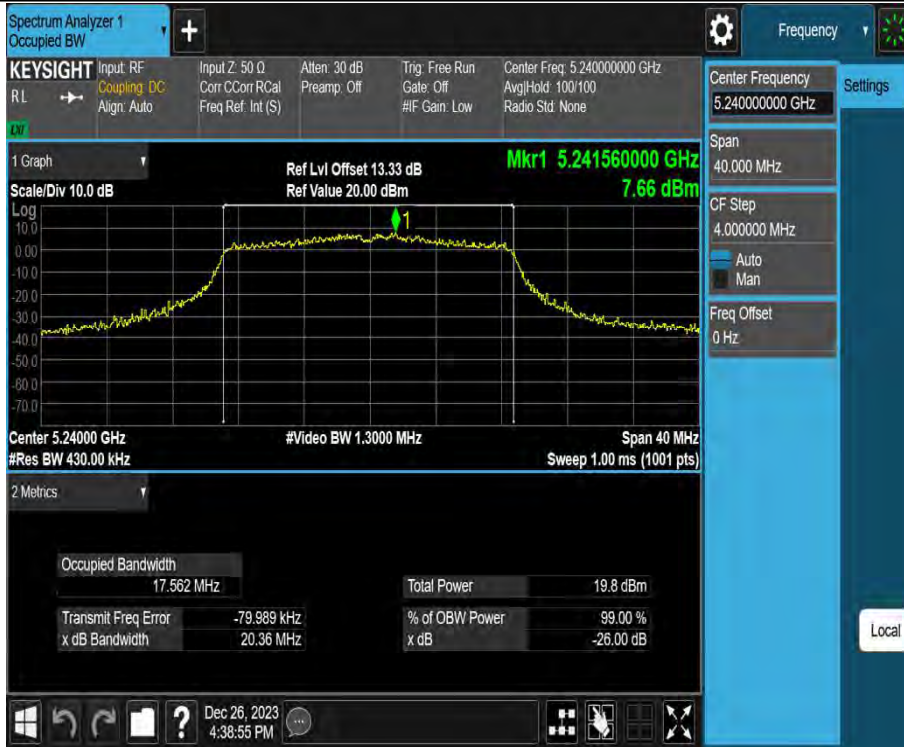 Spectrum Analyzer 1
Occupied BW
+
Frequency
KEYSIGHT
RL
Input: RF
Coupling: DC
Align: Auto
Input Z: 50 Ω
Corr CCorr RCal
Freq Ref: Int (S)
Atten: 30 dB
Preamp: Off
Trig: Free Run
Gate: Off
#IF Gain: Low
Center Freq: 5.240000000 GHz
Avg|Hold: 100/100
Radio Std: None
LXI
1 Graph
Scale/Div 10.0 dB
Ref Lvl Offset 13.33 dB
Ref Value 20.00 dBm
Mkr1 5.241560000 GHz
7.66 dBm
Log
10.0
0.00
-10.0
-20.0
-30.0
-40.0
-50.0
-60.0
-70.0
1
Center 5.24000 GHz
#Video BW 1.3000 MHz
Span 40 MHz
#Res BW 430.00 kHz
Sweep 1.00 ms (1001 pts)
2 Metrics
Occupied Bandwidth
17.562 MHz
Total Power 19.8 dBm
Transmit Freq Error -79.989 kHz
% of OBW Power 99.00 %
x dB Bandwidth 20.36 MHz
x dB -26.00 dB
Center Frequency
5.240000000 GHz
Settings
Span
40.000 MHz
CF Step
4.000000 MHz
Auto
Man
Freq Offset
0 Hz
Local
?
Dec 26, 2023
4:38:55 PM